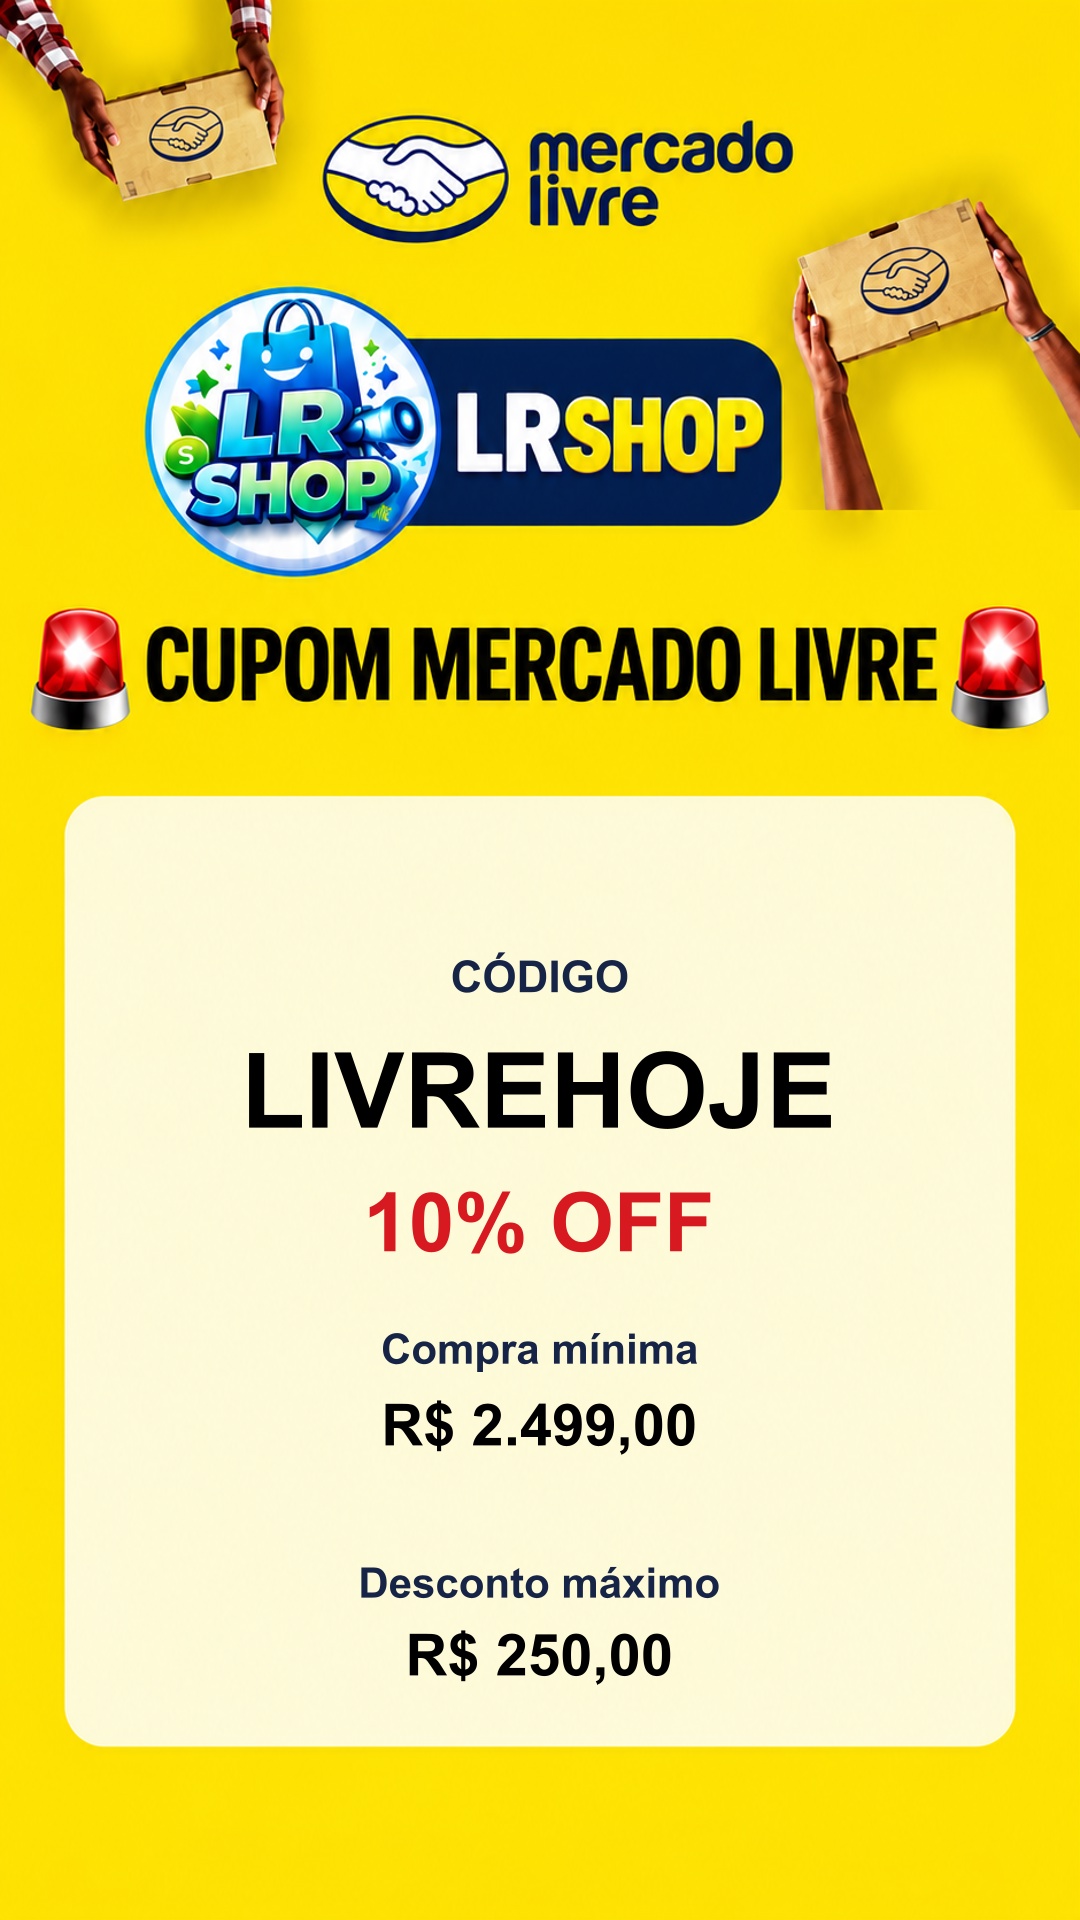 mercado
livre
LR
SHOP
S
LRSHOP
CUPOM MERCADO LIVRE
CÓDIGO
LIVREHOJE
10% OFF
Compra mínima
R$ 2.499,00
Desconto máximo
R$ 250,00